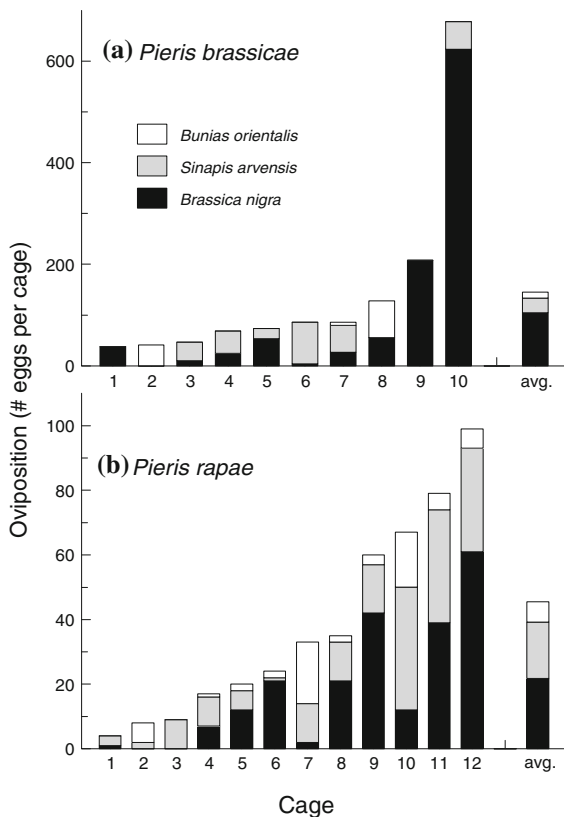 Oviposition (# eggs per cage)
(a) Pieris brassicae
600
400
200
0
Bunias orientalis
Sinapis arvensis
Brassica nigra
1 2 3 4 5 6 7 8 9 10 avg.
(b) Pieris rapae
100
80
60
40
20
0
1 2 3 4 5 6 7 8 9 10 11 12 avg.
Cage